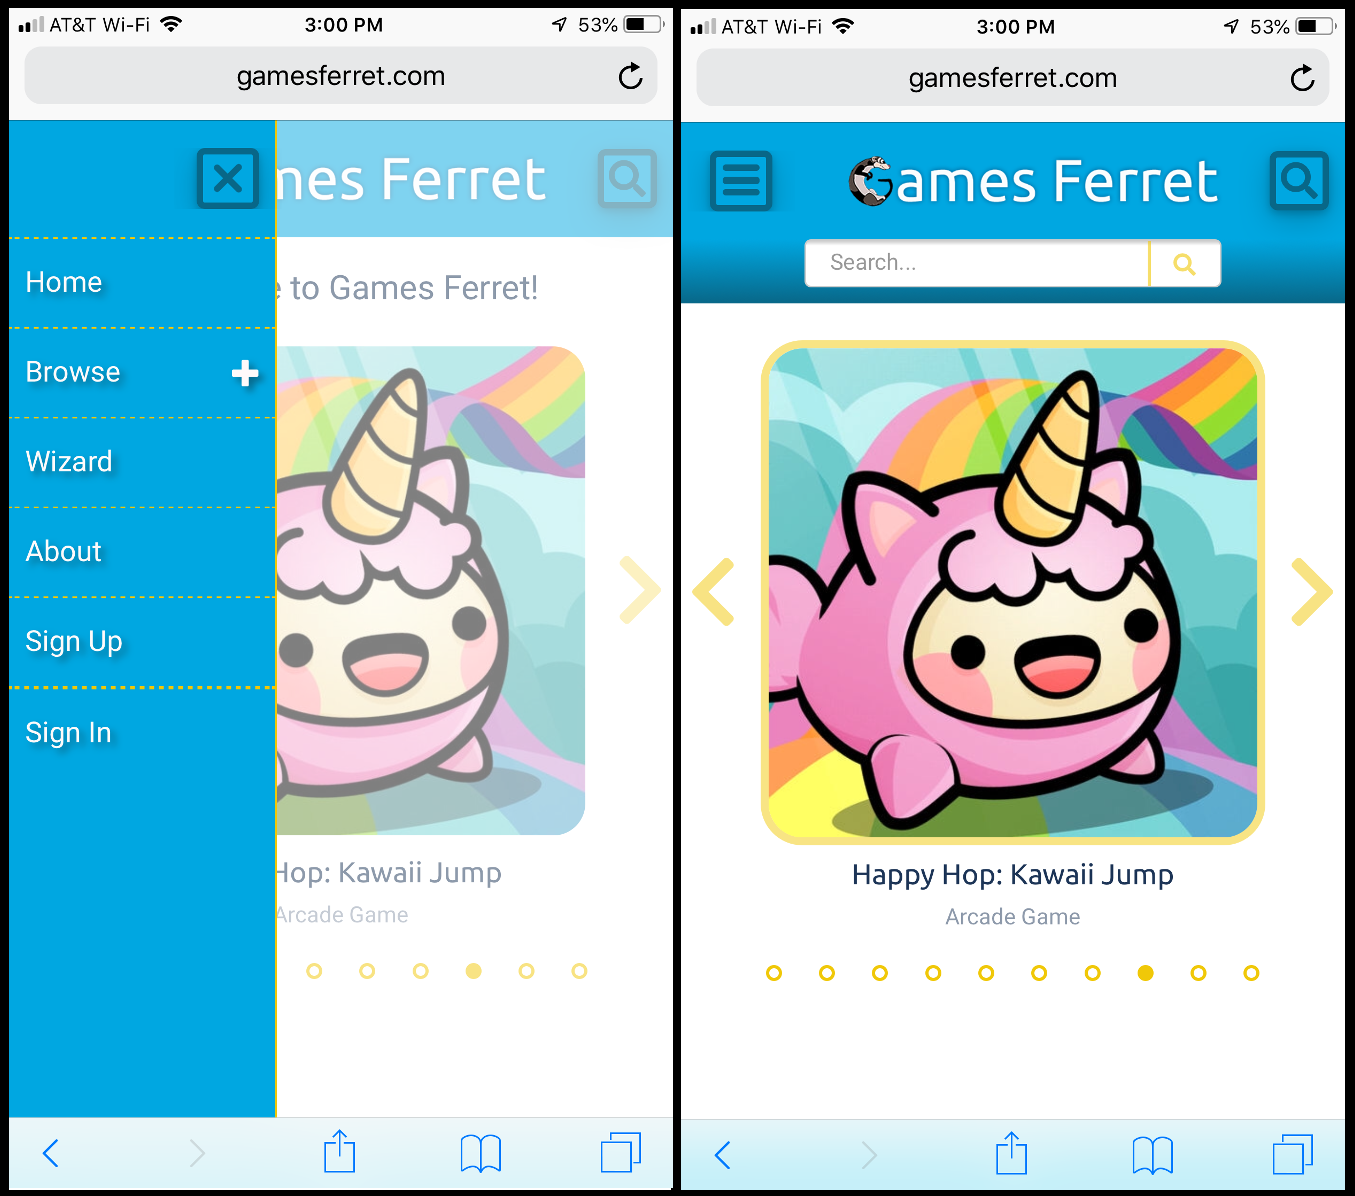 AT&T Wi-Fi 3:00 PM 53%
gamesferret.com
mes Ferret
Home
to Games Ferret!
Browse
Wizard
About
Sign Up
Sign In
Hop: Kawaii Jump
Arcade Game
AT&T Wi-Fi 3:00 PM 53%
gamesferret.com
Games Ferret
Search...
Happy Hop: Kawaii Jump
Arcade Game